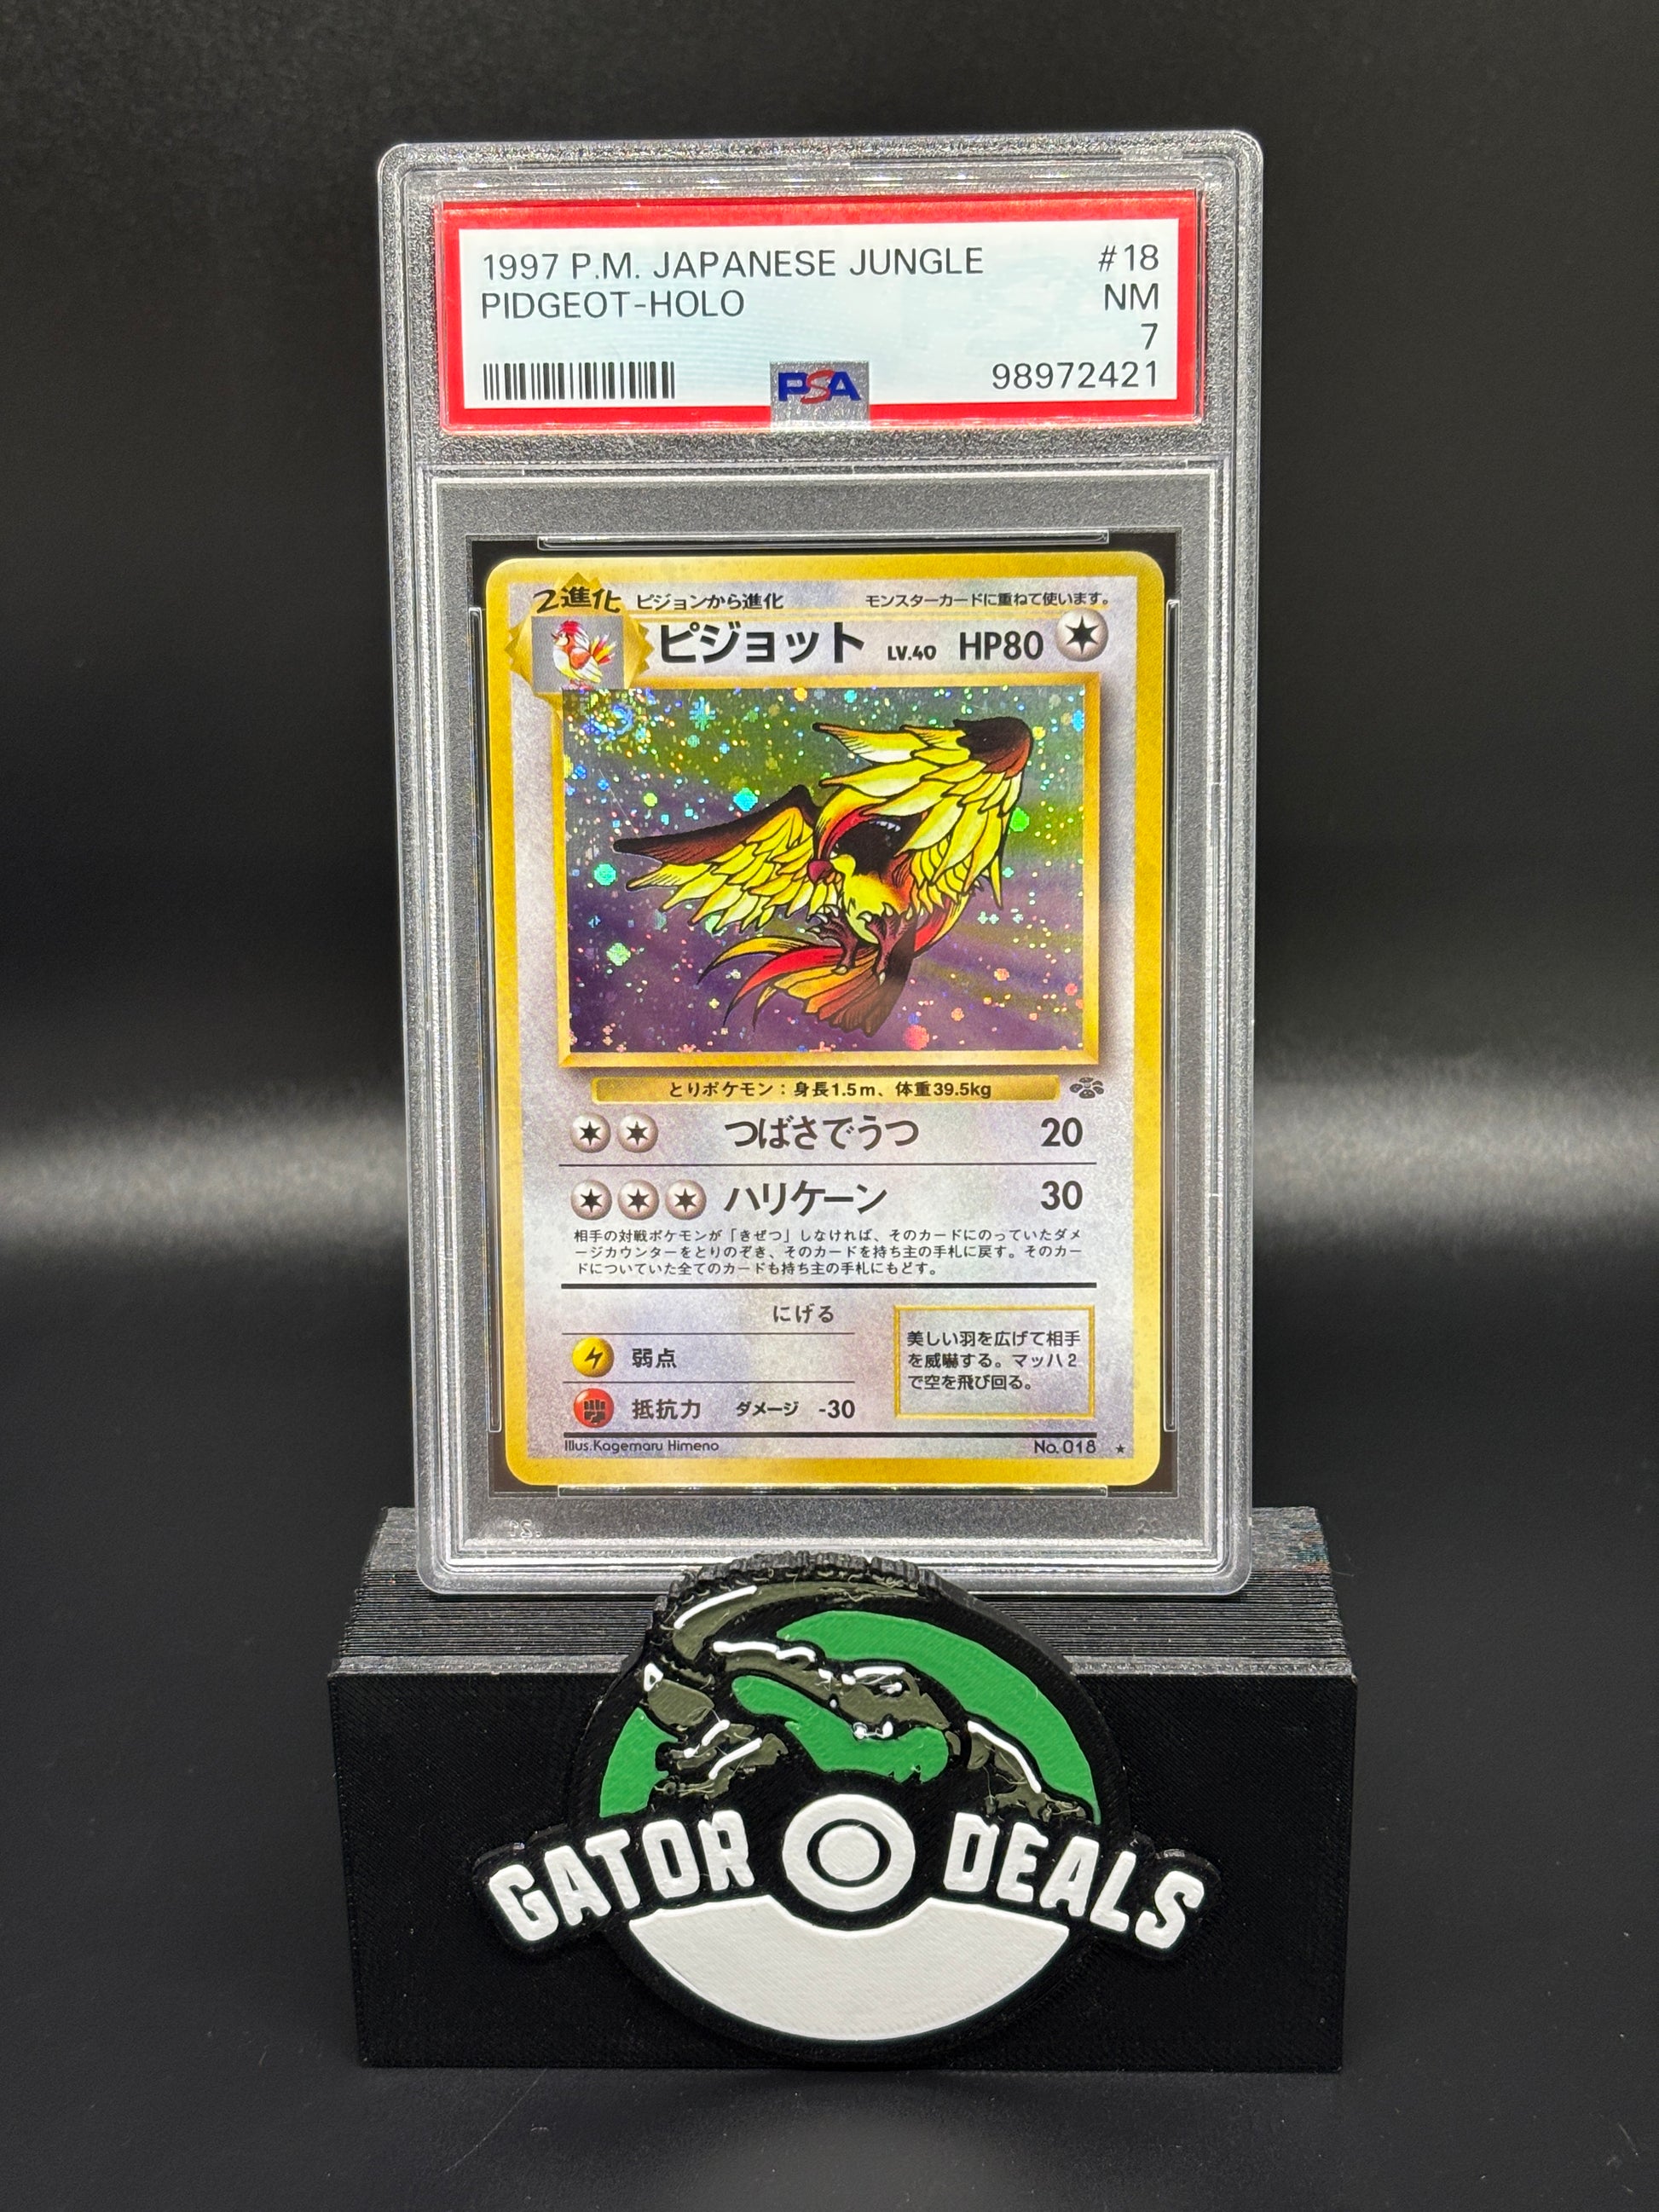 1997 P.M. JAPANESE JUNGLE #18
PIDGEOT-HOLO NM
7
PSA 98972421
2進化 ピジョンから進化 モンスターカードに重ねて使います。
ピジョット LV.40 HP80
とりポケモン：身長1.5m、体重39.5kg
つばさでうつ 20
ハリケーン 30
相手の対戦ポケモンが「きぜつ」しなければ、そのカードにのっていたダメ
ージカウンターをとりのぞき、そのカードを持ち主の手札に戻す。そのカー
ドについていた全てのカードも持ち主の手札にもどす。
にげる
弱点
抵抗力 ダメージ -30
美しい羽を広げて相手
を威嚇する。マッハ2
で空を飛び回る。
Illus.Kagemaru Himeno No.018 ★
GATOR DEALS